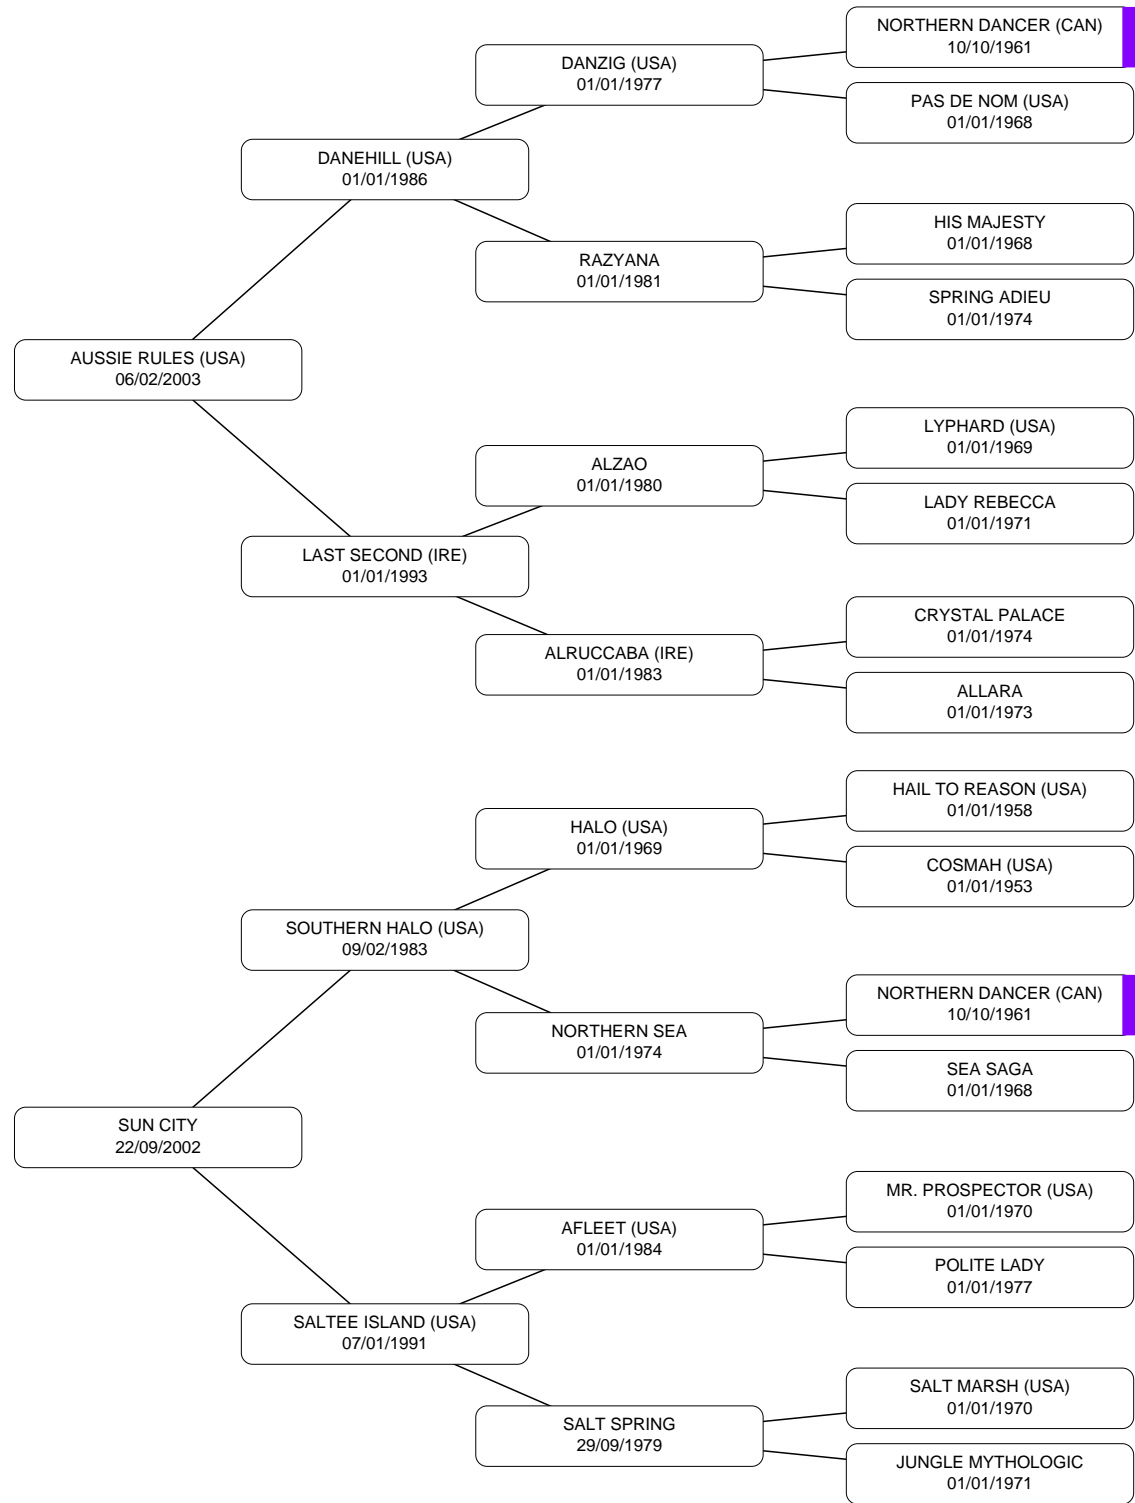 NORTHERN DANCER (CAN)
10/10/1961
DANZIG (USA)
01/01/1977
PAS DE NOM (USA)
01/01/1968
DANEHILL (USA)
01/01/1986
HIS MAJESTY
01/01/1968
RAZYANA
01/01/1981
SPRING ADIEU
01/01/1974
AUSSIE RULES (USA)
06/02/2003
LYPHARD (USA)
01/01/1969
ALZAO
01/01/1980
LADY REBECCA
01/01/1971
LAST SECOND (IRE)
01/01/1993
CRYSTAL PALACE
01/01/1974
ALRUCCABA (IRE)
01/01/1983
ALLARA
01/01/1973
HAIL TO REASON (USA)
01/01/1958
HALO (USA)
01/01/1969
COSMAH (USA)
01/01/1953
SOUTHERN HALO (USA)
09/02/1983
NORTHERN DANCER (CAN)
10/10/1961
NORTHERN SEA
01/01/1974
SEA SAGA
01/01/1968
SUN CITY
22/09/2002
MR. PROSPECTOR (USA)
01/01/1970
AFLEET (USA)
01/01/1984
POLITE LADY
01/01/1977
SALTEE ISLAND (USA)
07/01/1991
SALT MARSH (USA)
01/01/1970
SALT SPRING
29/09/1979
JUNGLE MYTHOLOGIC
01/01/1971